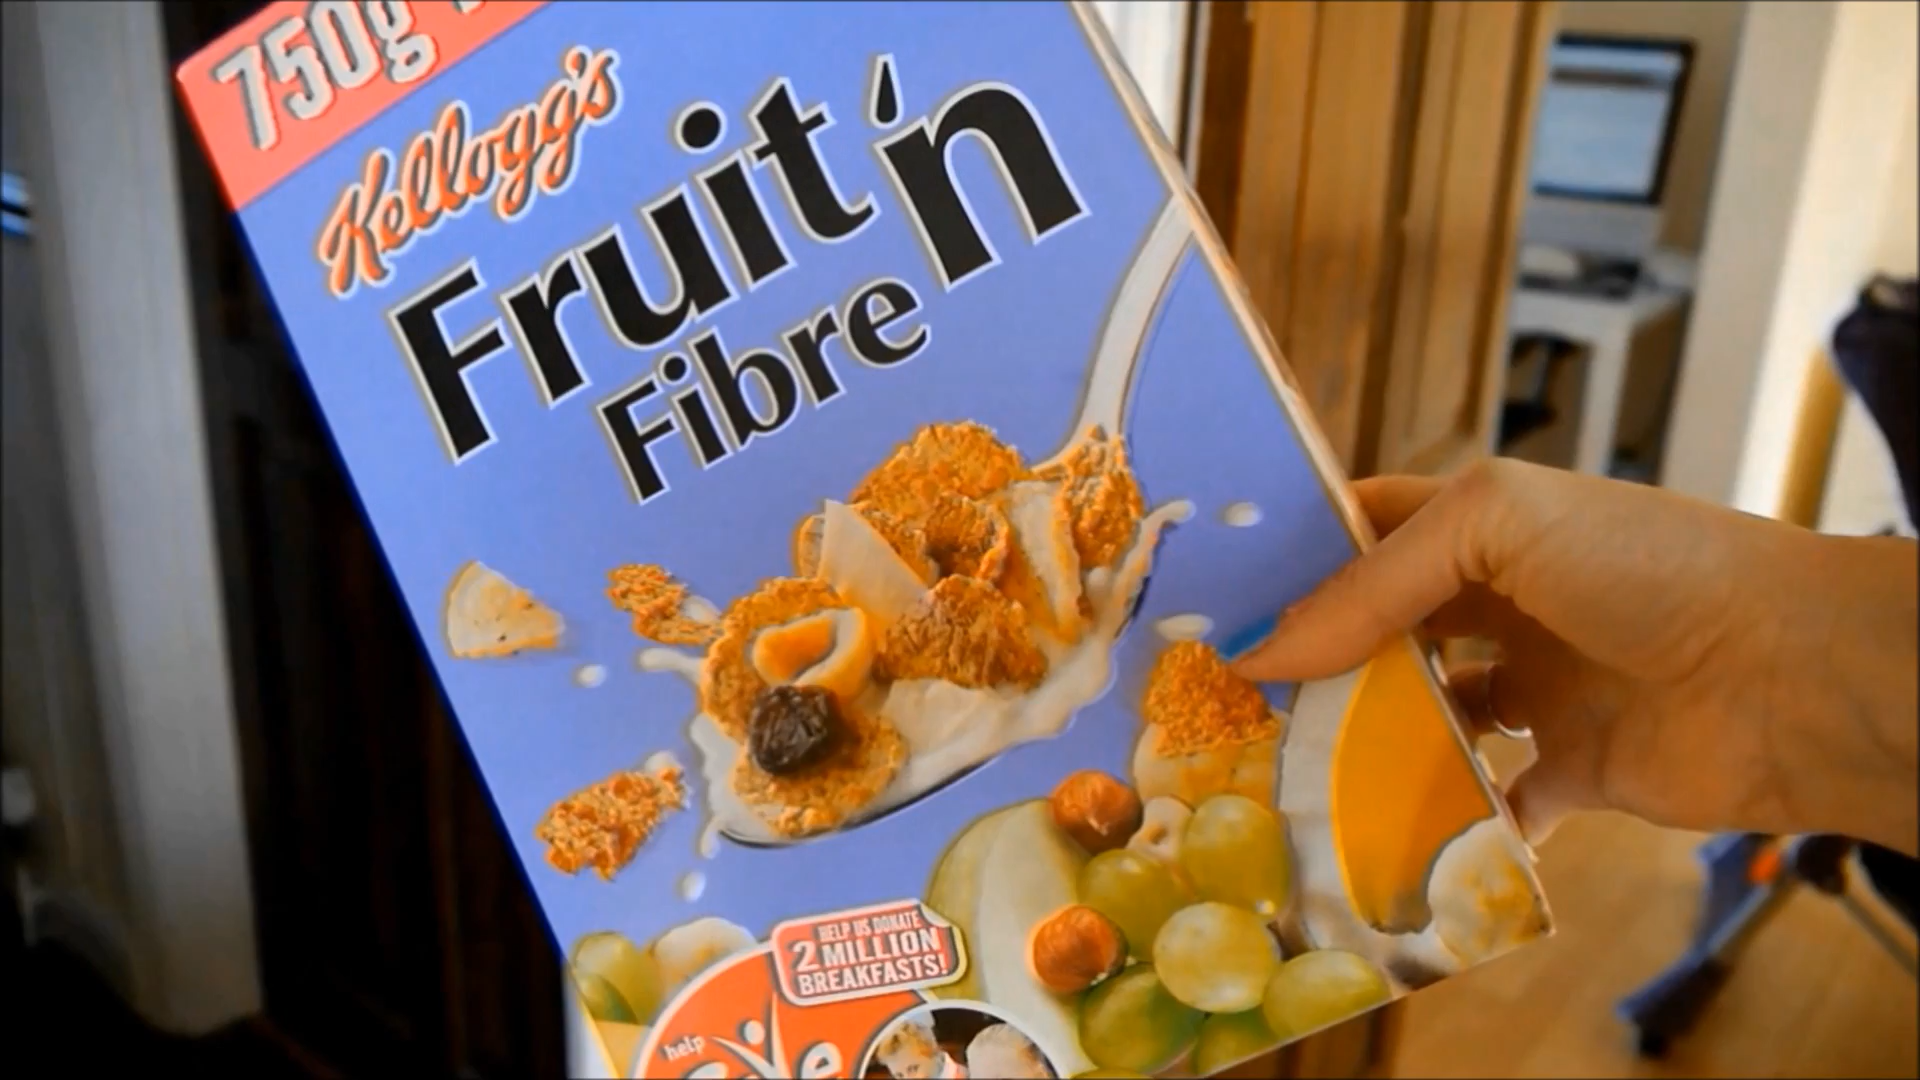 750g
Kellogg's
Fruit 'n
Fibre
HELP US DONATE
2 MILLION
BREAKFASTS!
help